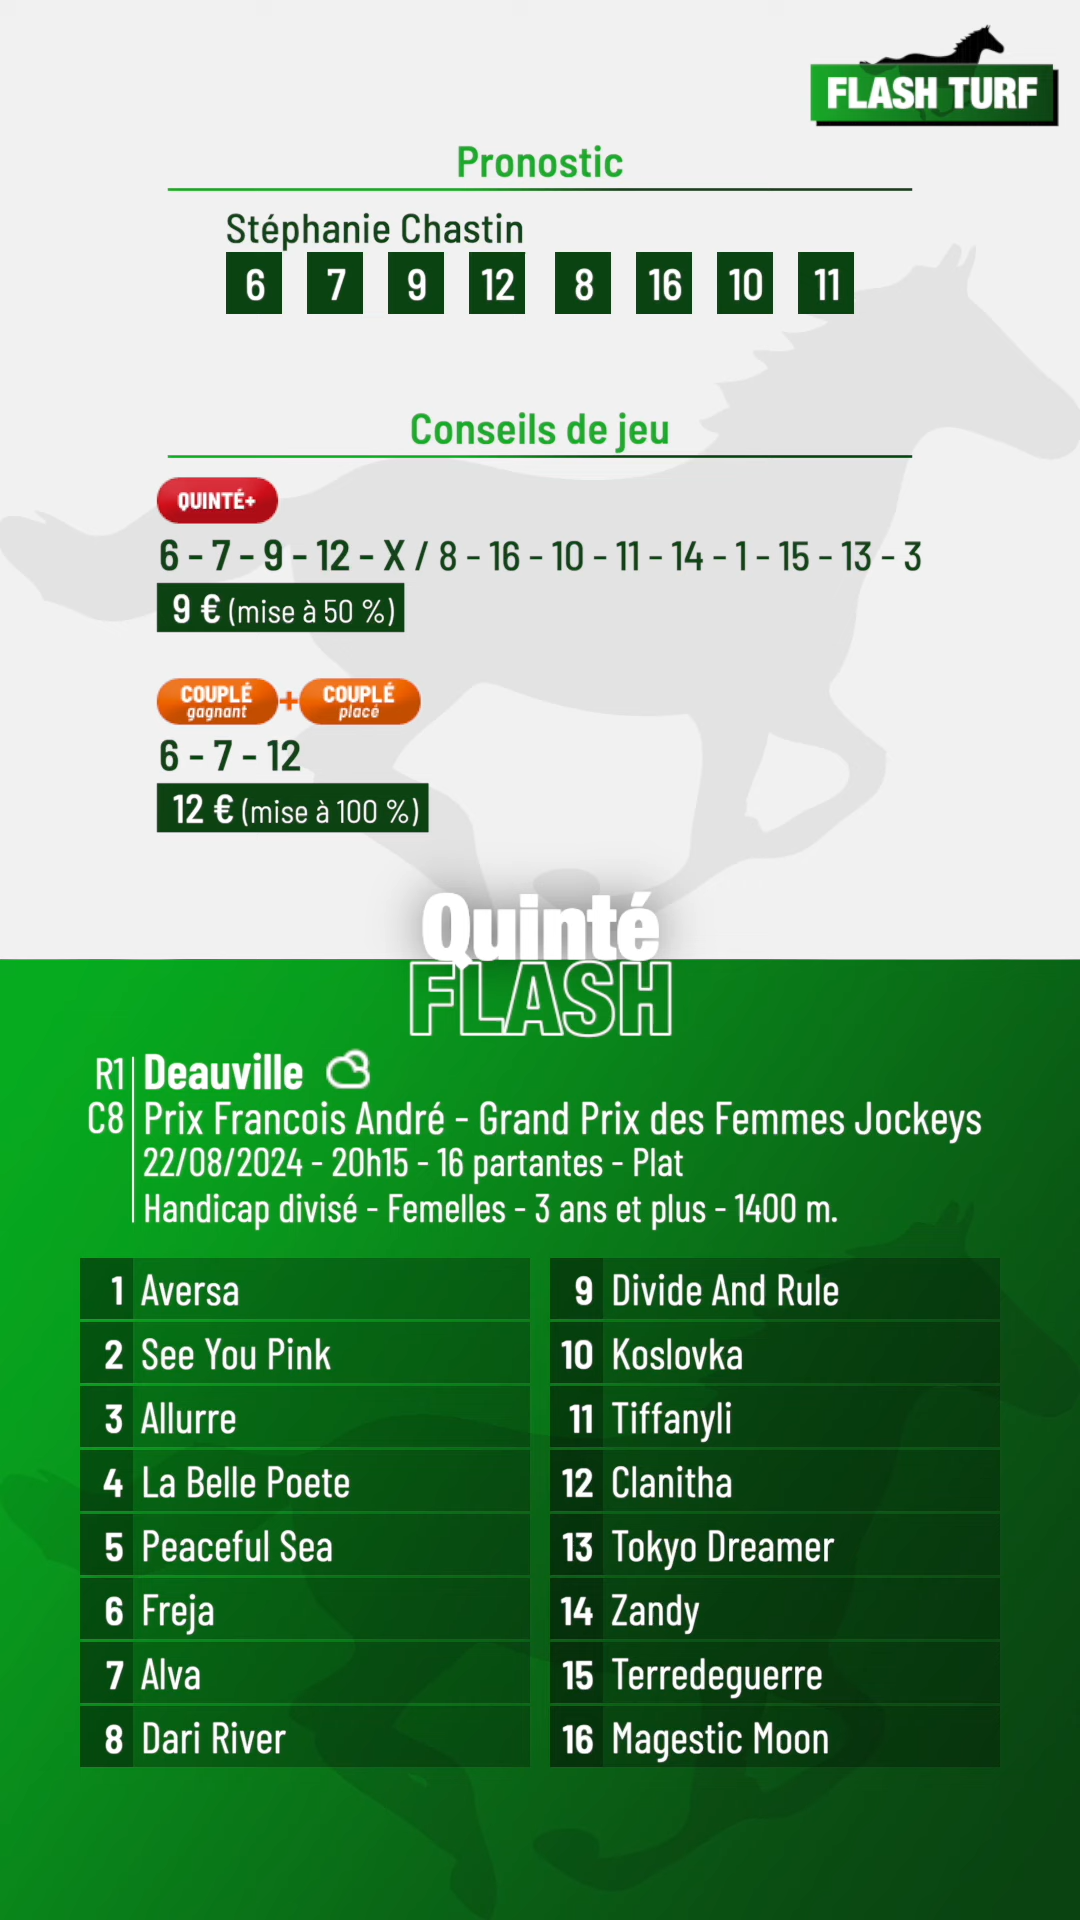 FLASH TURF
Pronostic
Stéphanie Chastin
6 7 9 12 8 16 10 11
Conseils de jeu
QUINTÉ+
6 - 7 - 9 - 12 - X / 8 - 16 - 10 - 11 - 14 - 1 - 15 - 13 - 3
9 € (mise à 50 %)
COUPLÉ gagnant + COUPLÉ placé
6 - 7 - 12
12 € (mise à 100 %)
Quinté
FLASH
R1 Deauville
C8 Prix Francois André - Grand Prix des Femmes Jockeys
22/08/2024 - 20h15 - 16 partantes - Plat
Handicap divisé - Femelles - 3 ans et plus - 1400 m.
1 Aversa
2 See You Pink
3 Allurre
4 La Belle Poete
5 Peaceful Sea
6 Freja
7 Alva
8 Dari River
9 Divide And Rule
10 Koslovka
11 Tiffanyli
12 Clanitha
13 Tokyo Dreamer
14 Zandy
15 Terredeguerre
16 Magestic Moon